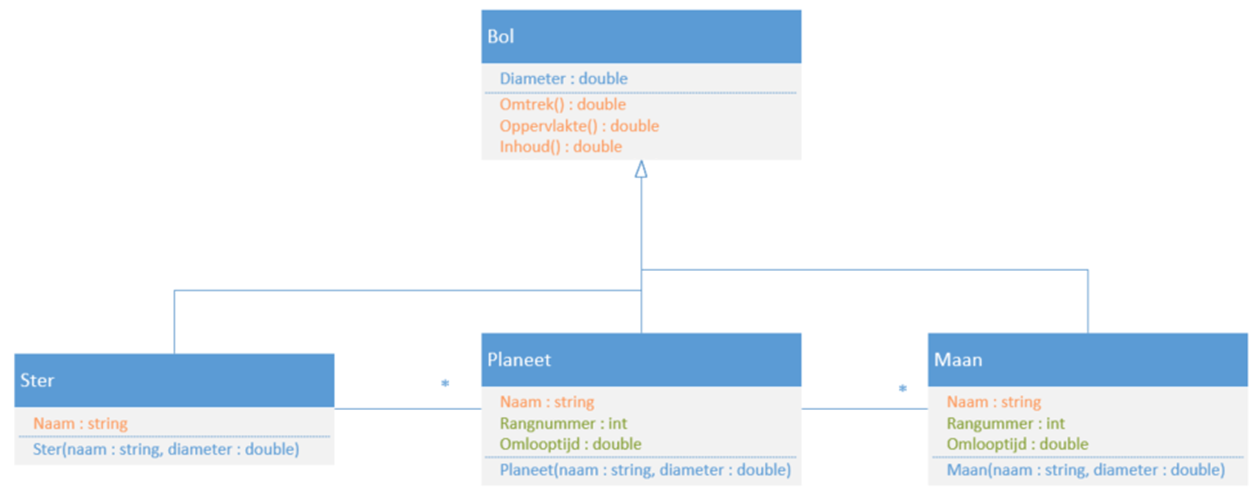 Bol
Diameter : double
Omtrek() : double
Oppervlakte() : double
Inhoud() : double
Ster
Naam : string
Ster(naam : string, diameter : double)
*
Planeet
Naam : string
Rangnummer : int
Omlooptijd : double
Planeet(naam : string, diameter : double)
*
Maan
Naam : string
Rangummer : int
Omlooptijd : double
Maan(naam : string, diameter : double)